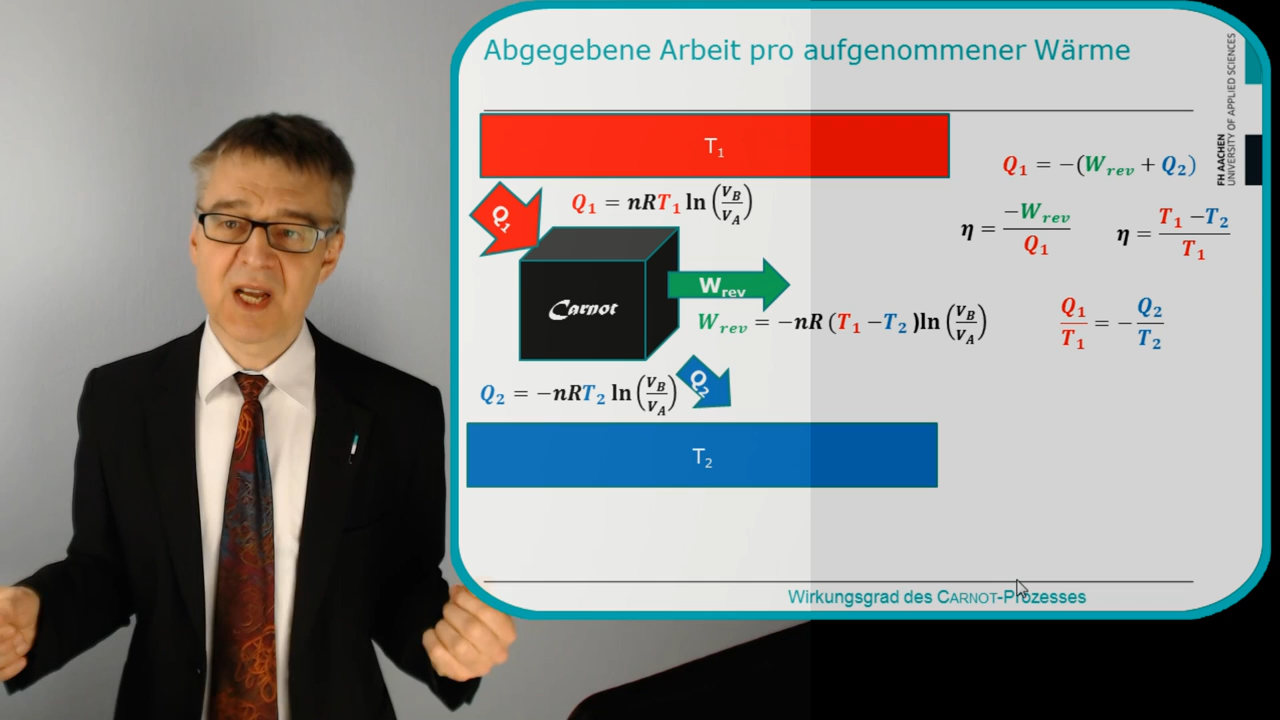 Abgegebene Arbeit pro aufgenommener Wärme
FH AACHEN
UNIVERSITY OF APPLIED SCIENCES
T₁
Q₁
Q₁ = nRT₁ ln (V_B/V_A)
Carnot
W_rev
W_rev = −nR (T₁ −T₂ )ln (V_B/V_A)
Q₂
Q₂ = −nRT₂ ln (V_B/V_A)
T₂
Q₁ = −(W_rev + Q₂)
η = −W_rev/Q₁
η = T₁ −T₂/T₁
Q₁/T₁ = − Q₂/T₂
Wirkungsgrad des CARNOT-Prozesses